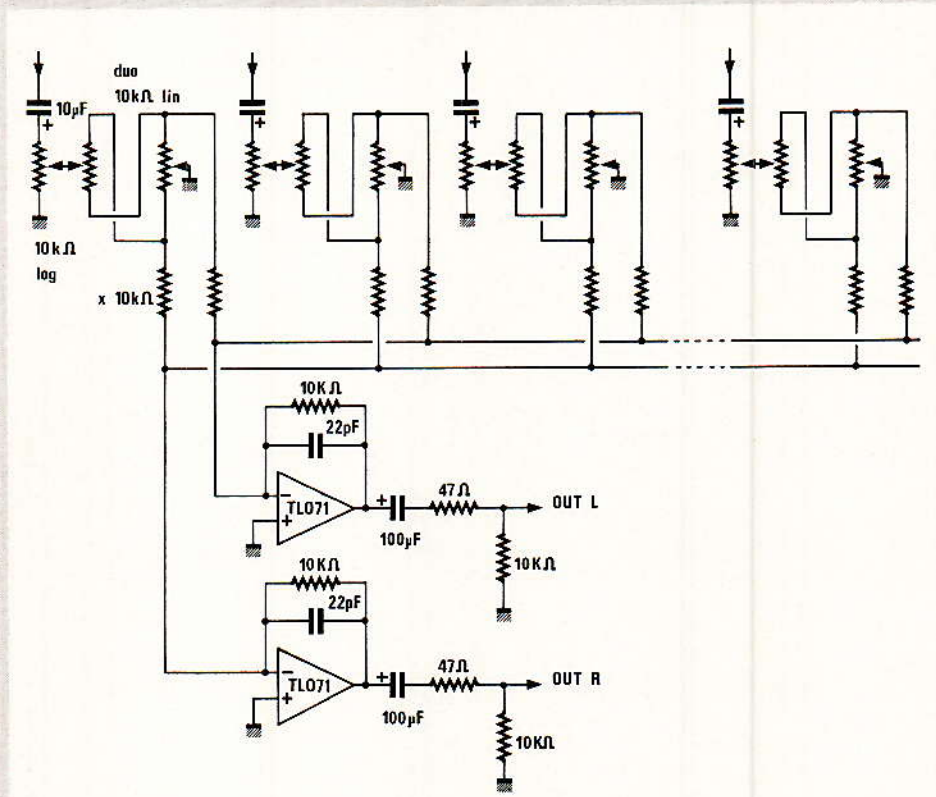 duo
10kΩ lin
10µF
+
+
+
+
10kΩ
log
x 10kΩ
10KΩ
22pF
−
TL071
+
+
100µF
47Ω
OUT L
10KΩ
10KΩ
22pF
−
TL071
+
+
100µF
47Ω
OUT R
10KΩ